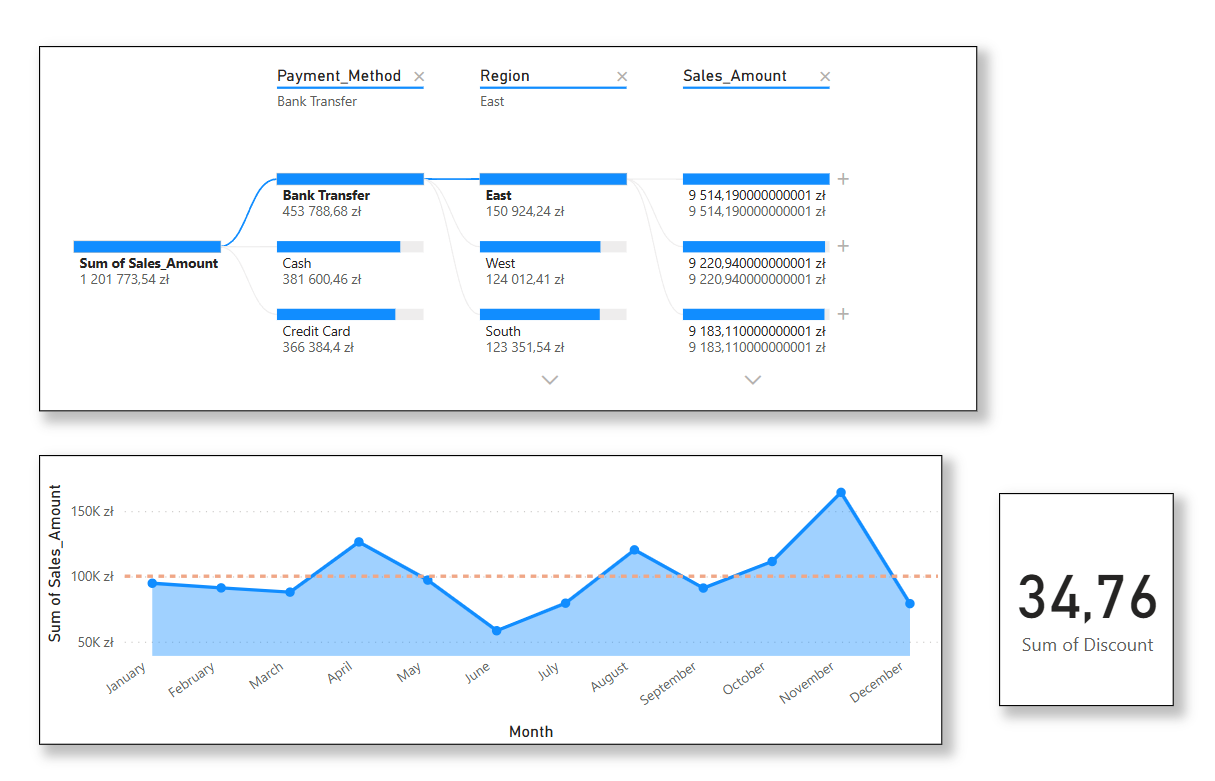 Payment_Method ×
Bank Transfer
Region ×
East
Sales_Amount ×
Sum of Sales_Amount
1 201 773,54 zł
Bank Transfer
453 788,68 zł
Cash
381 600,46 zł
Credit Card
366 384,4 zł
East
150 924,24 zł
West
124 012,41 zł
South
123 351,54 zł
9 514,190000000001 zł
9 514,190000000001 zł
9 220,940000000001 zł
9 220,940000000001 zł
9 183,110000000001 zł
9 183,110000000001 zł
Sum of Sales_Amount
150K zł
100K zł
50K zł
January
February
March
April
May
June
July
August
September
October
November
December
Month
34,76
Sum of Discount